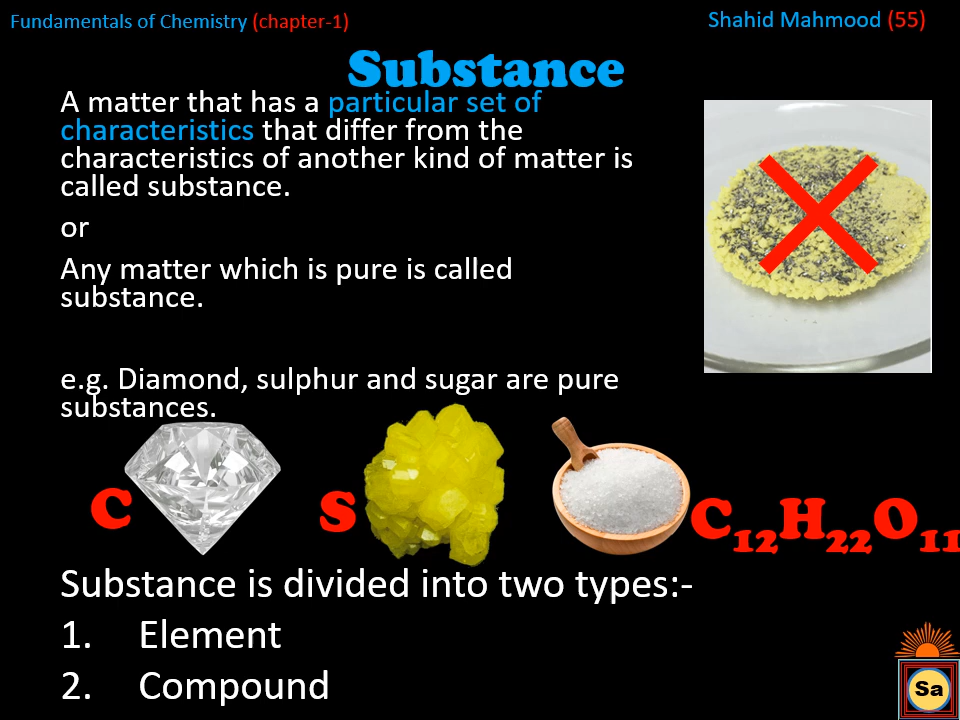 Fundamentals of Chemistry (chapter-1)
Shahid Mahmood (55)
Substance
A matter that has a particular set of
characteristics that differ from the
characteristics of another kind of matter is
called substance.
or
Any matter which is pure is called
substance.
e.g. Diamond, sulphur and sugar are pure
substances.
C
S
C₁₂H₂₂O₁₁
Substance is divided into two types:-
1. Element
2. Compound
Sa